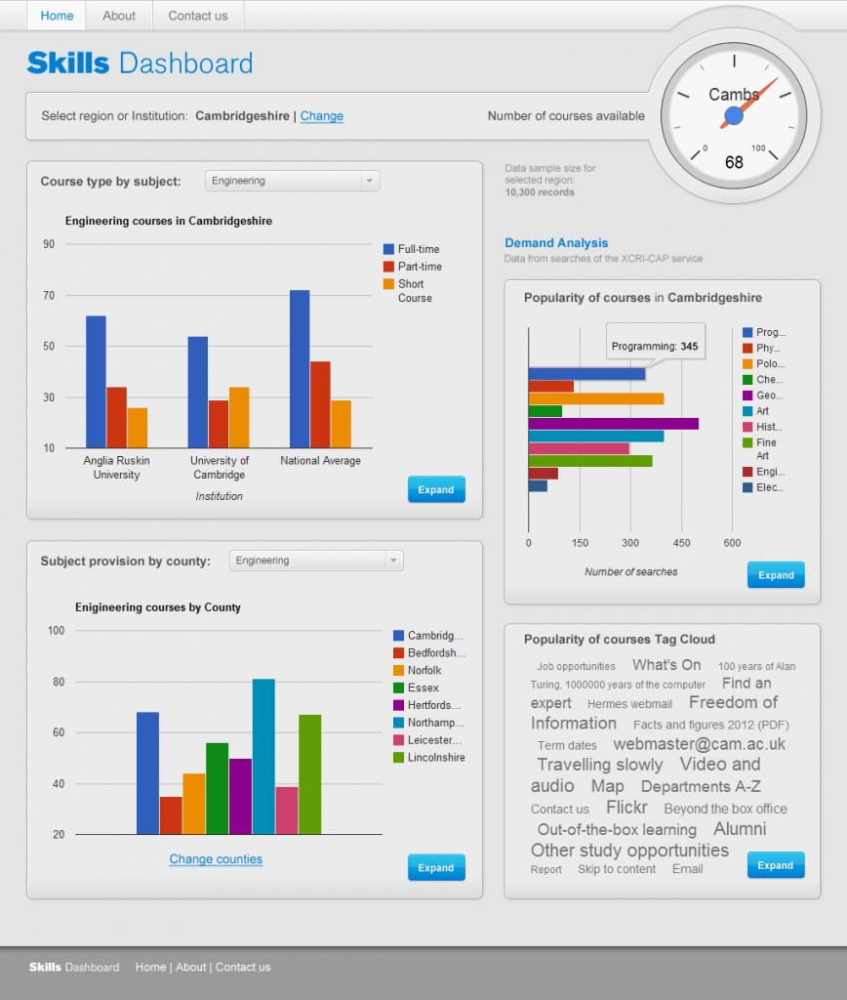 Home About Contact us
Skills Dashboard
Select region or Institution: Cambridgeshire | Change
Number of courses available
Cambs
0 100
68
Data sample size for
selected region:
10,300 records
Course type by subject: Engineering
Engineering courses in Cambridgeshire
90
70
50
30
10
Full-time
Part-time
Short
Course
Anglia Ruskin
University
University of
Cambridge
National Average
Institution
Expand
Demand Analysis
Data from searches of the XCRI-CAP service
Popularity of courses in Cambridgeshire
Programming: 345
Prog...
Phy...
Polo...
Che...
Geo...
Art
Hist...
Fine
Art
Engi...
Elec...
0 150 300 450 600
Number of searches
Expand
Subject provision by county: Engineering
Enigineering courses by County
100
80
60
40
20
Cambridg...
Bedfordsh...
Norfolk
Essex
Hertfords...
Northamp...
Leicester...
Lincolnshire
Change counties
Expand
Popularity of courses Tag Cloud
Job opportunities What's On 100 years of Alan
Turing, 1000000 years of the computer Find an
expert Hermes webmail Freedom of
Information Facts and figures 2012 (PDF)
Term dates webmaster@cam.ac.uk
Travelling slowly Video and
audio Map Departments A-Z
Contact us Flickr Beyond the box office
Out-of-the-box learning Alumni
Other study opportunities
Report Skip to content Email
Expand
Skills Dashboard Home | About | Contact us